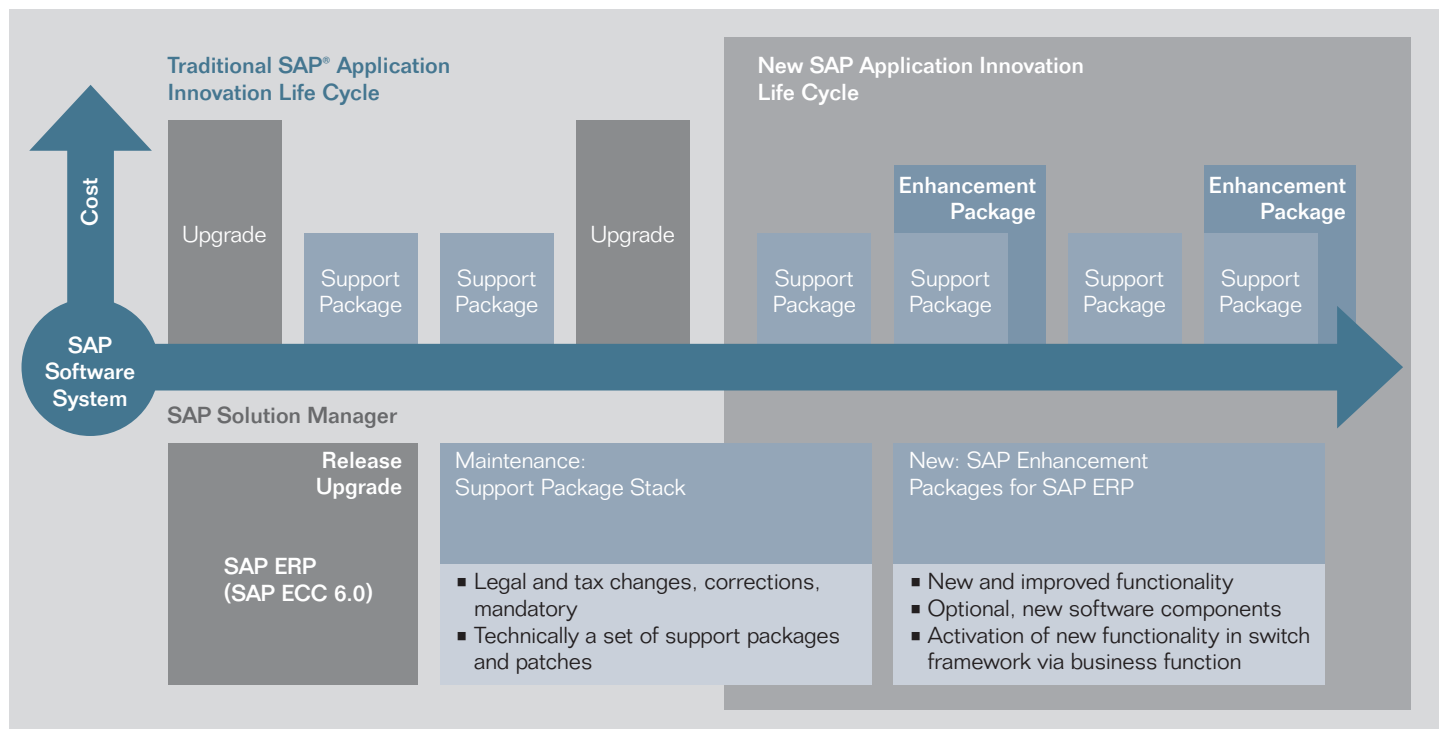 Traditional SAP® Application
Innovation Life Cycle
New SAP Application Innovation
Life Cycle
Cost
Upgrade
Support
Package
Support
Package
Upgrade
Support
Package
Enhancement
Package
Support
Package
Support
Package
Enhancement
Package
Support
Package
SAP
Software
System
SAP Solution Manager
Release
Upgrade
SAP ERP
(SAP ECC 6.0)
Maintenance:
Support Package Stack
▪ Legal and tax changes, corrections,
mandatory
▪ Technically a set of support packages
and patches
New: SAP Enhancement
Packages for SAP ERP
▪ New and improved functionality
▪ Optional, new software components
▪ Activation of new functionality in switch
framework via business function